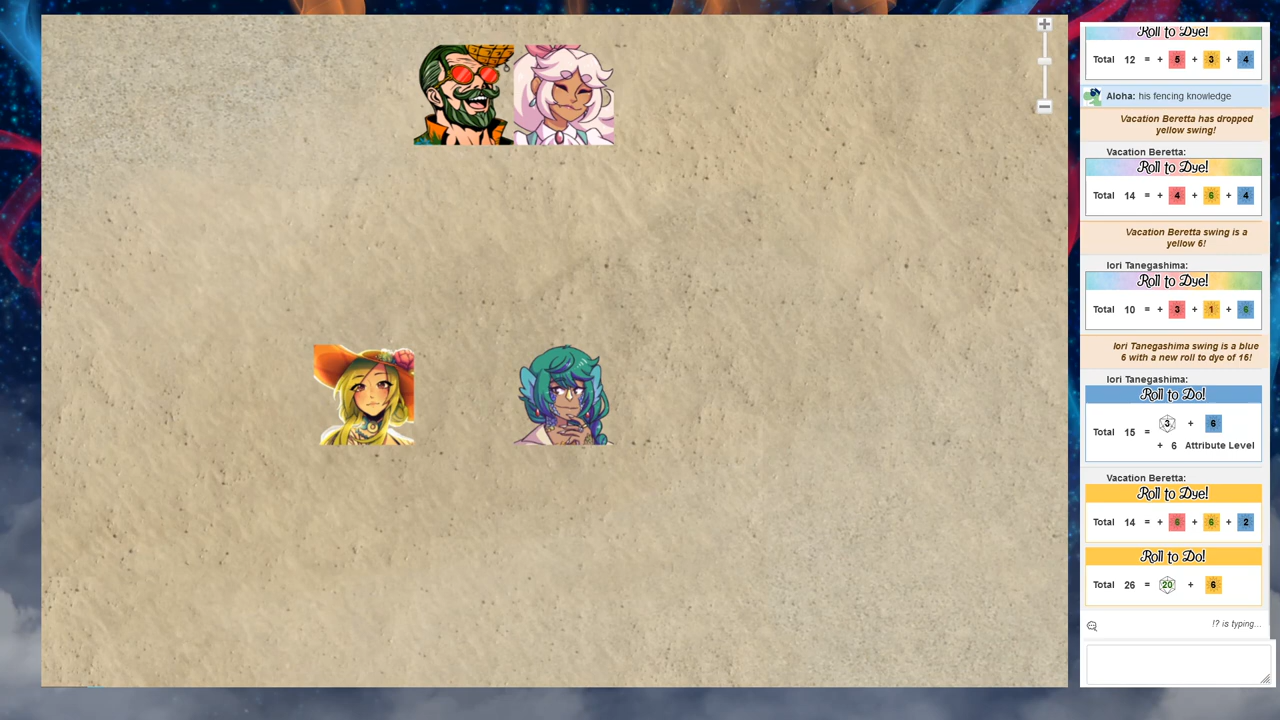 Roll to Dye!
Total 12 = + 5 + 3 + 4
Aloha: his fencing knowledge
Vacation Beretta has dropped
yellow swing!
Vacation Beretta:
Roll to Dye!
Total 14 = + 4 + 6 + 4
Vacation Beretta swing is a
yellow 6!
Iori Tanegashima:
Roll to Dye!
Total 10 = + 3 + 1 + 6
Iori Tanegashima swing is a blue
6 with a new roll to dye of 16!
Iori Tanegashima:
Roll to Do!
Total 15 = 3 + 6
+ 6 Attribute Level
Vacation Beretta:
Roll to Dye!
Total 14 = + 6 + 6 + 2
Roll to Do!
Total 26 = 20 + 6
!? is typing...